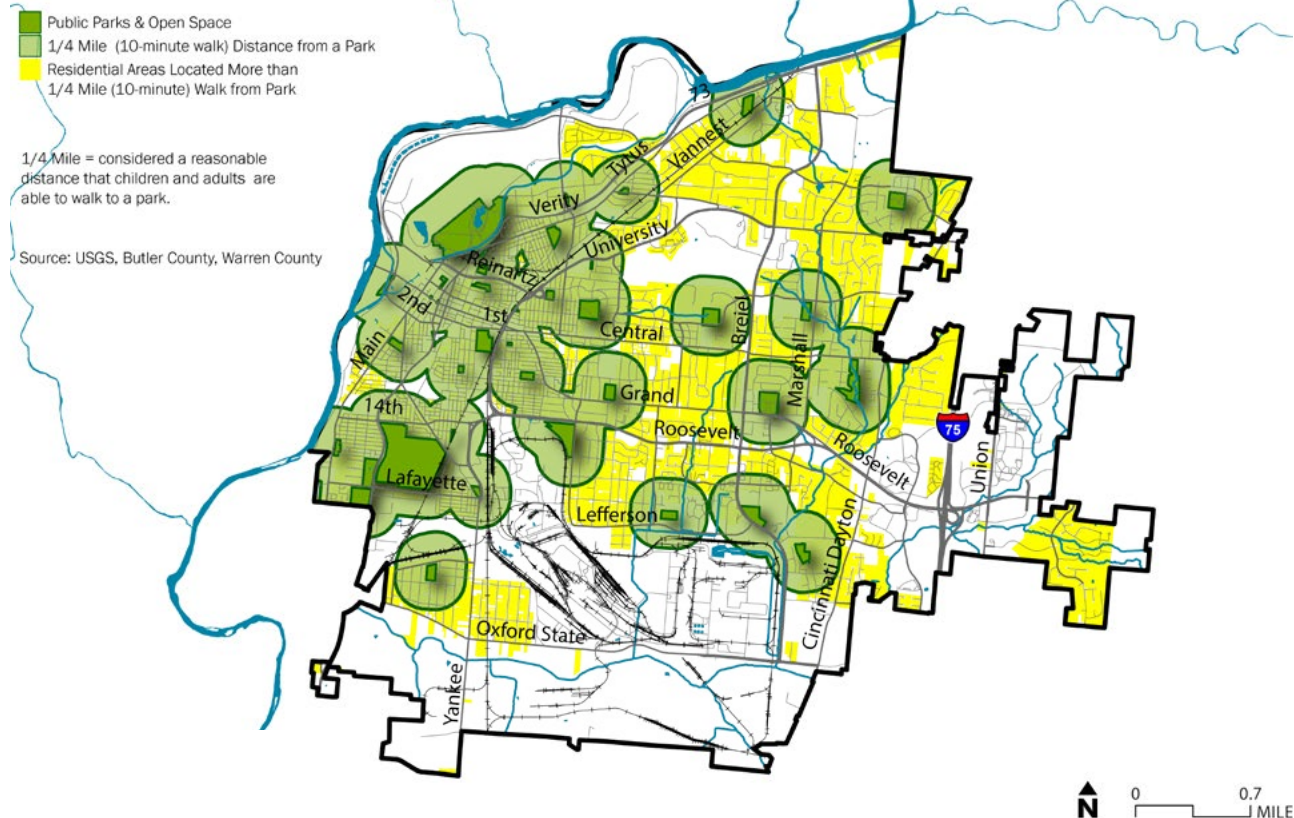 Public Parks & Open Space
1/4 Mile (10-minute walk) Distance from a Park
Residential Areas Located More than
1/4 Mile (10-minute) Walk from Park
1/4 Mile = considered a reasonable
distance that children and adults are
able to walk to a park.
Source: USGS, Butler County, Warren County
73
Tytus
Vannest
Verity
University
Reinartz
2nd
1st
Central
Breiel
Main
Marshall
Grand
14th
Roosevelt
Roosevelt
75
Union
Lafayette
Lefferson
Cincinnati Dayton
Oxford State
Yankee
N
0 0.7
MILE